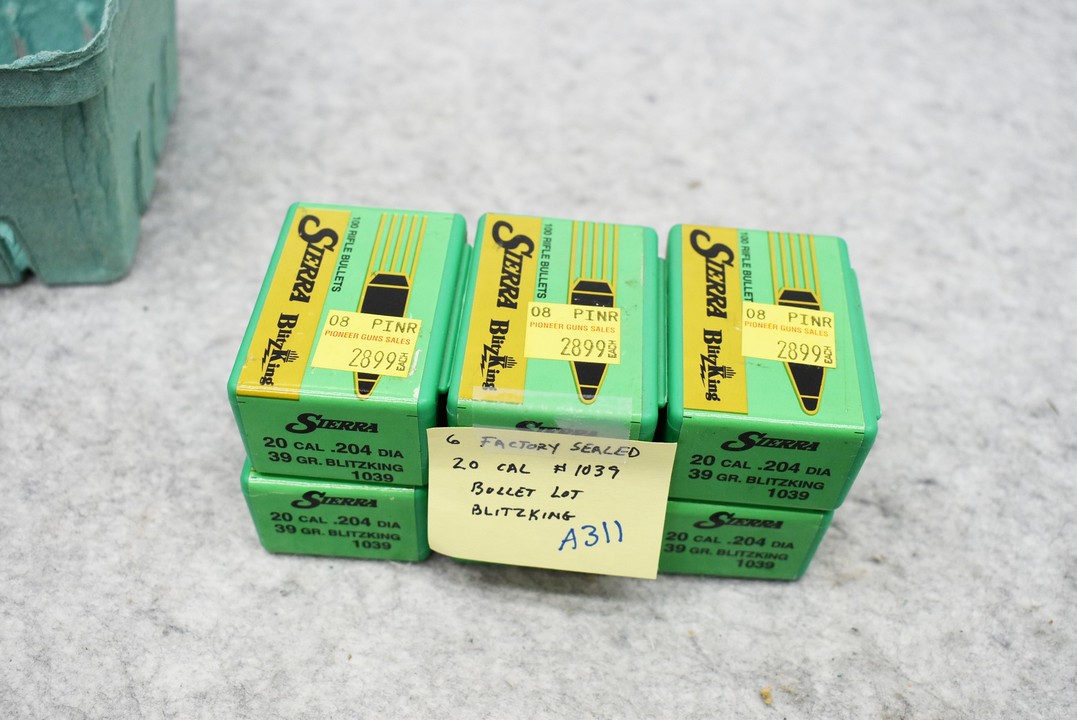 SIERRA
BlitzKing
100 RIFLE BULLETS
08 PINR
PIONEER GUNS SALES
2899 EACH
SIERRA
20 CAL .204 DIA
39 GR. BLITZKING
1039
SIERRA
20 CAL .204 DIA
39 GR. BLITZKING
1039
SIERRA
BlitzKing
100 RIFLE BULLETS
08 PINR
PIONEER GUNS SALES
2899 EACH
SIERRA
6 FACTORY SEALED
20 CAL #1039
BULLET LOT
BLITZKING
A311
SIERRA
BlitzKing
100 RIFLE BULLET
08 PINR
PIONEER GUNS SALES
2899 EACH
SIERRA
20 CAL .204 DIA
39 GR. BLITZKING
1039
SIERRA
20 CAL .204 DIA
39 GR. BLITZKING
1039